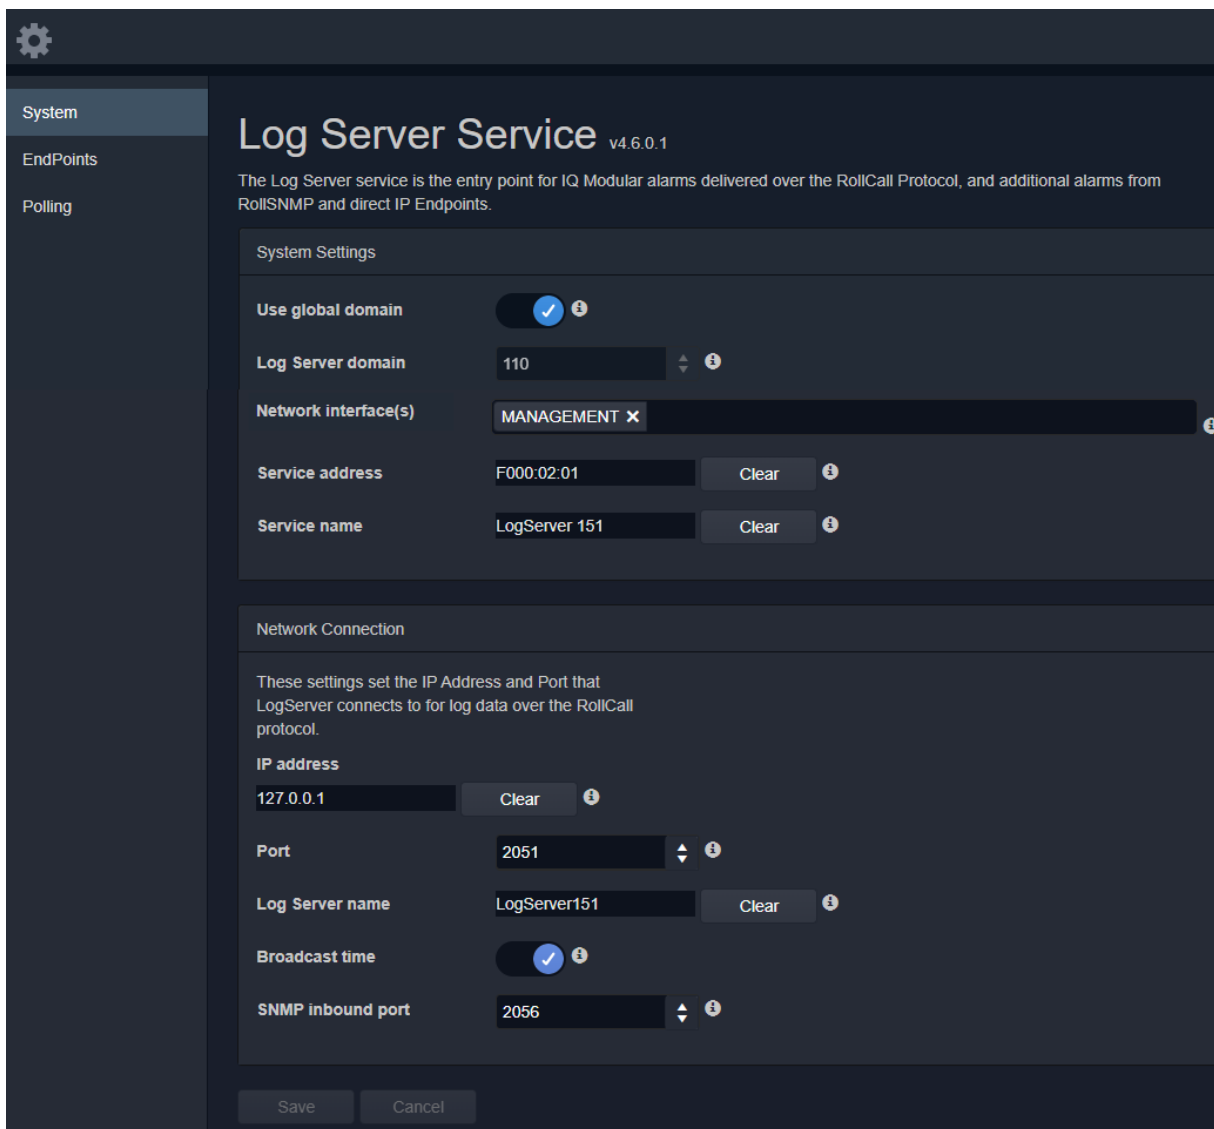 System
EndPoints
Polling
Log Server Service v4.6.0.1
The Log Server service is the entry point for IQ Modular alarms delivered over the RollCall Protocol, and additional alarms from
RollSNMP and direct IP Endpoints.
System Settings
Use global domain
Log Server domain 110
Network interface(s) MANAGEMENT
Service address F000:02:01 Clear
Service name LogServer 151 Clear
Network Connection
These settings set the IP Address and Port that
LogServer connects to for log data over the RollCall
protocol.
IP address
127.0.0.1 Clear
Port 2051
Log Server name LogServer151 Clear
Broadcast time
SNMP inbound port 2056
Save Cancel